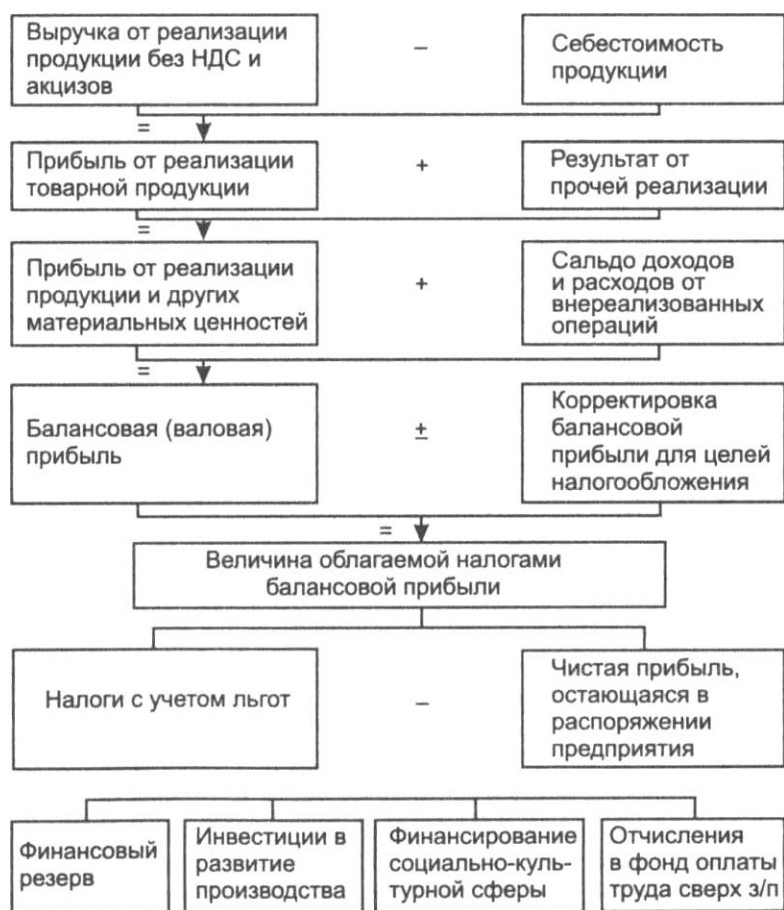 Выручка от реализации
продукции без НДС и
акцизов
–
Себестоимость
продукции
=
Прибыль от реализации
товарной продукции
+
Результат от
прочей реализации
=
Прибыль от реализации
продукции и других
материальных ценностей
+
Сальдо доходов
и расходов от
внереализованных
операций
=
Балансовая (валовая)
прибыль
±
Корректировка
балансовой
прибыли для целей
налогообложения
=
Величина облагаемой налогами
балансовой прибыли
Налоги с учетом льгот
–
Чистая прибыль,
остающаяся в
распоряжении
предприятия
Финансовый
резерв
Инвестиции в
развитие
производства
Финансирование
социально-куль-
турной сферы
Отчисления
в фонд оплаты
труда сверх з/п